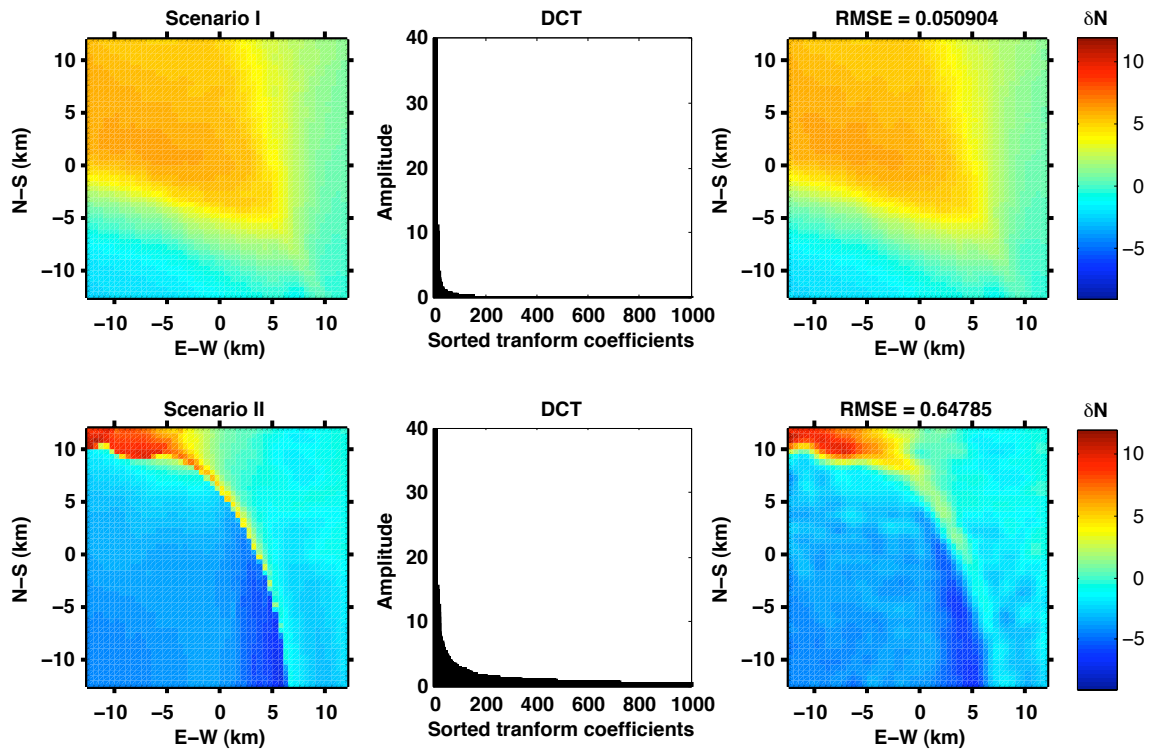 Scenario I
DCT
RMSE = 0.050904
δN
10
5
0
−5
−10
N−S (km)
−10 −5 0 5 10
E−W (km)
40
30
20
10
0
Amplitude
0 200 400 600 800 1000
Sorted tranform coefficients
10
5
0
−5
−10
N−S (km)
−10 −5 0 5 10
E−W (km)
10
5
0
−5
Scenario II
DCT
RMSE = 0.64785
δN
10
5
0
−5
−10
N−S (km)
−10 −5 0 5 10
E−W (km)
40
30
20
10
0
Amplitude
0 200 400 600 800 1000
Sorted tranform coefficients
10
5
0
−5
−10
N−S (km)
−10 −5 0 5 10
E−W (km)
10
5
0
−5